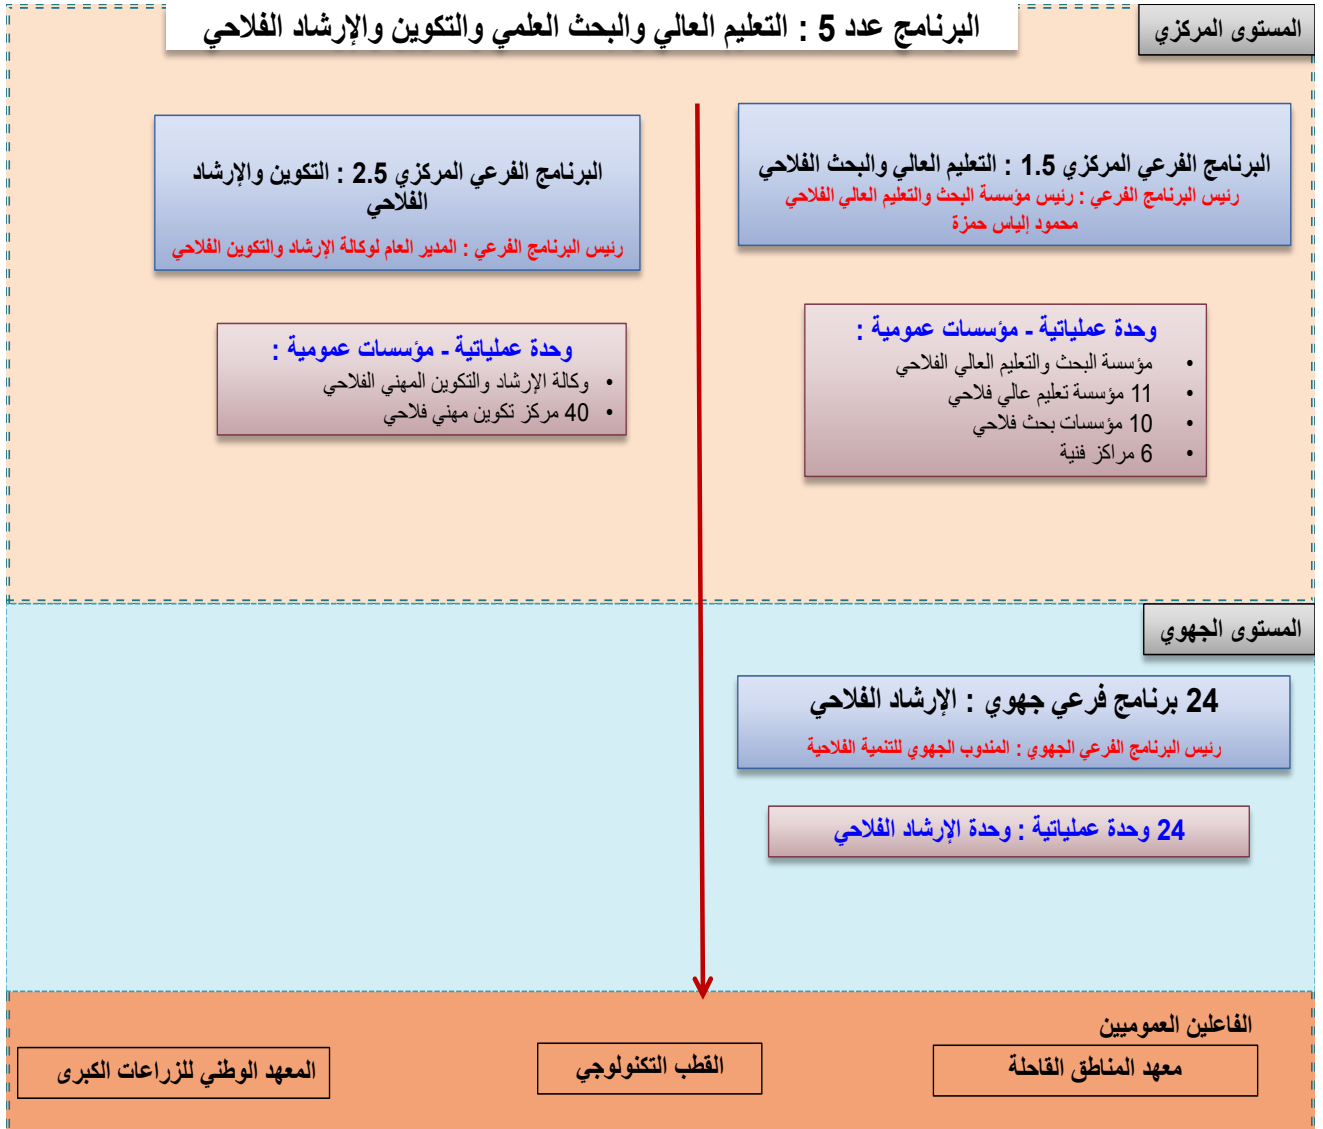 البرنامج عدد 5 : التعليم العالي والبحث العلمي والتكوين والإرشاد الفلاحي
المستوى المركزي
البرنامج الفرعي المركزي 1.5 : التعليم العالي والبحث الفلاحي
رئيس البرنامج الفرعي : رئيس مؤسسة البحث والتعليم العالي الفلاحي
محمود إلياس حمزة
البرنامج الفرعي المركزي 2.5 : التكوين والإرشاد
الفلاحي
رئيس البرنامج الفرعي : المدير العام لوكالة الإرشاد والتكوين الفلاحي
وحدة عملياتية - مؤسسات عمومية :
• مؤسسة البحث والتعليم العالي الفلاحي
• 11 مؤسسة تعليم عالي فلاحي
• 10 مؤسسات بحث فلاحي
• 6 مراكز فنية
وحدة عملياتية - مؤسسات عمومية :
• وكالة الإرشاد والتكوين المهني الفلاحي
• 40 مركز تكوين مهني فلاحي
المستوى الجهوي
24 برنامج فرعي جهوي : الإرشاد الفلاحي
رئيس البرنامج الفرعي الجهوي : المندوب الجهوي للتنمية الفلاحية
24 وحدة عملياتية : وحدة الإرشاد الفلاحي
الفاعلين العموميين
معهد المناطق القاحلة
القطب التكنولوجي
المعهد الوطني للزراعات الكبرى